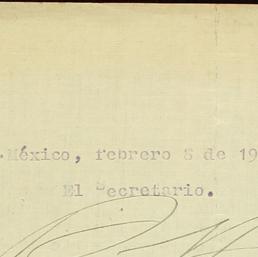 .México, febrero 8 de 19
El Secretario.